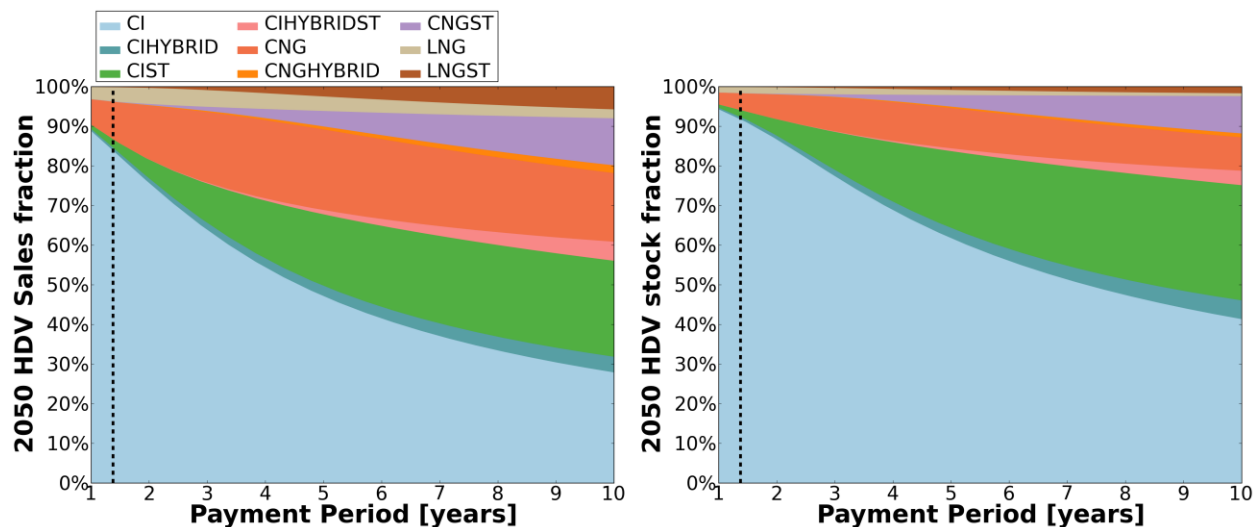 CI CIHYBRIDST CNGST
CIHYBRID CNG LNG
CIST CNGHYBRID LNGST
2050 HDV Sales fraction
100%
90%
80%
70%
60%
50%
40%
30%
20%
10%
0%
1 2 3 4 5 6 7 8 9 10
Payment Period [years]
2050 HDV stock fraction
100%
90%
80%
70%
60%
50%
40%
30%
20%
10%
0%
1 2 3 4 5 6 7 8 9 10
Payment Period [years]